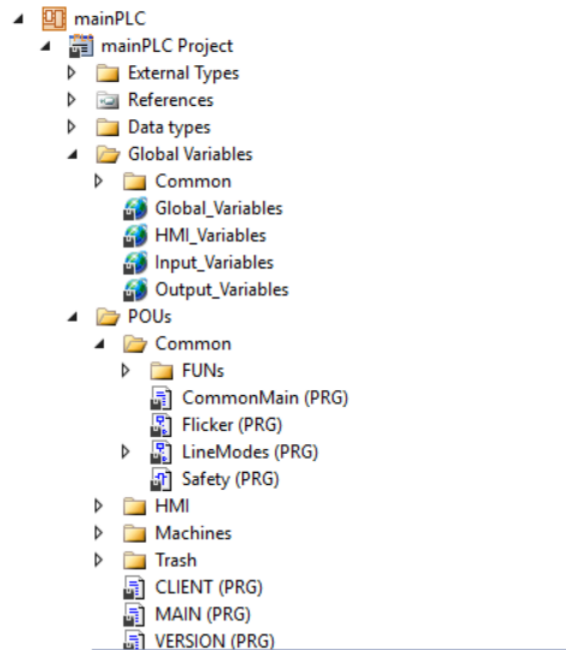 mainPLC
mainPLC Project
External Types
References
Data types
Global Variables
Common
Global_Variables
HMI_Variables
Input_Variables
Output_Variables
POUs
Common
FUNs
CommonMain (PRG)
Flicker (PRG)
LineModes (PRG)
Safety (PRG)
HMI
Machines
Trash
CLIENT (PRG)
MAIN (PRG)
VERSION (PRG)